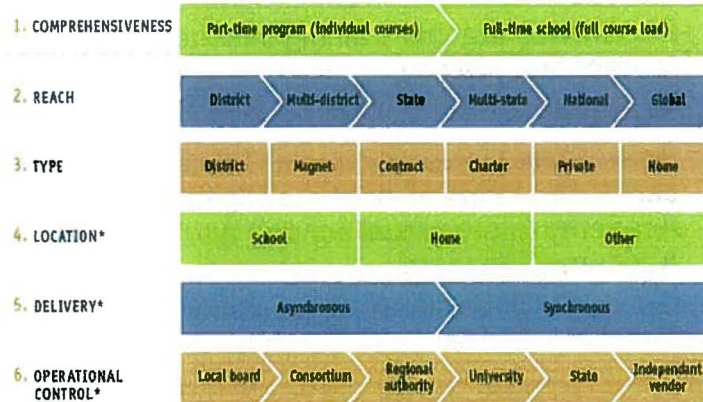 1. COMPREHENSIVENESS Part-time program (individual courses) Full-time school (full course load)
2. REACH District Multi-district State Multi-state National Global
3. TYPE District Magnet Contract Charter Private Home
4. LOCATION* School Home Other
5. DELIVERY* Asynchronous Synchronous
6. OPERATIONAL CONTROL* Local board Consortium Regional authority University State Independant vendor